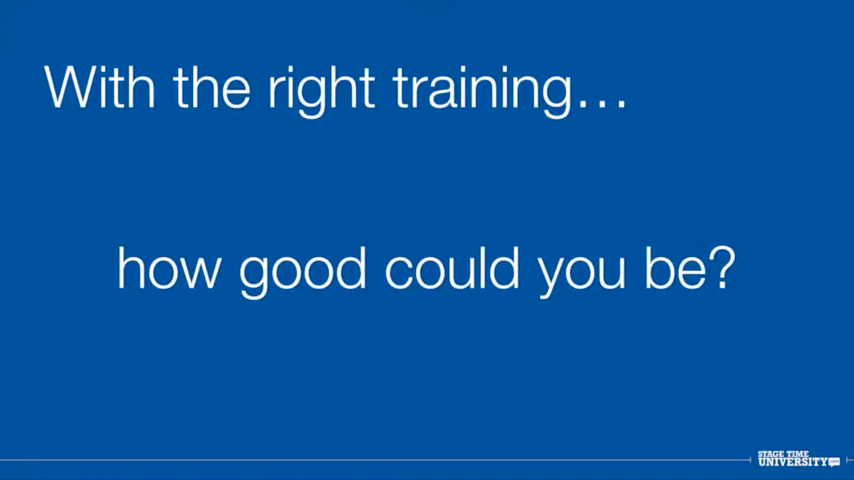 With the right training...
how good could you be?
STAGE TIME
UNIVERSITY